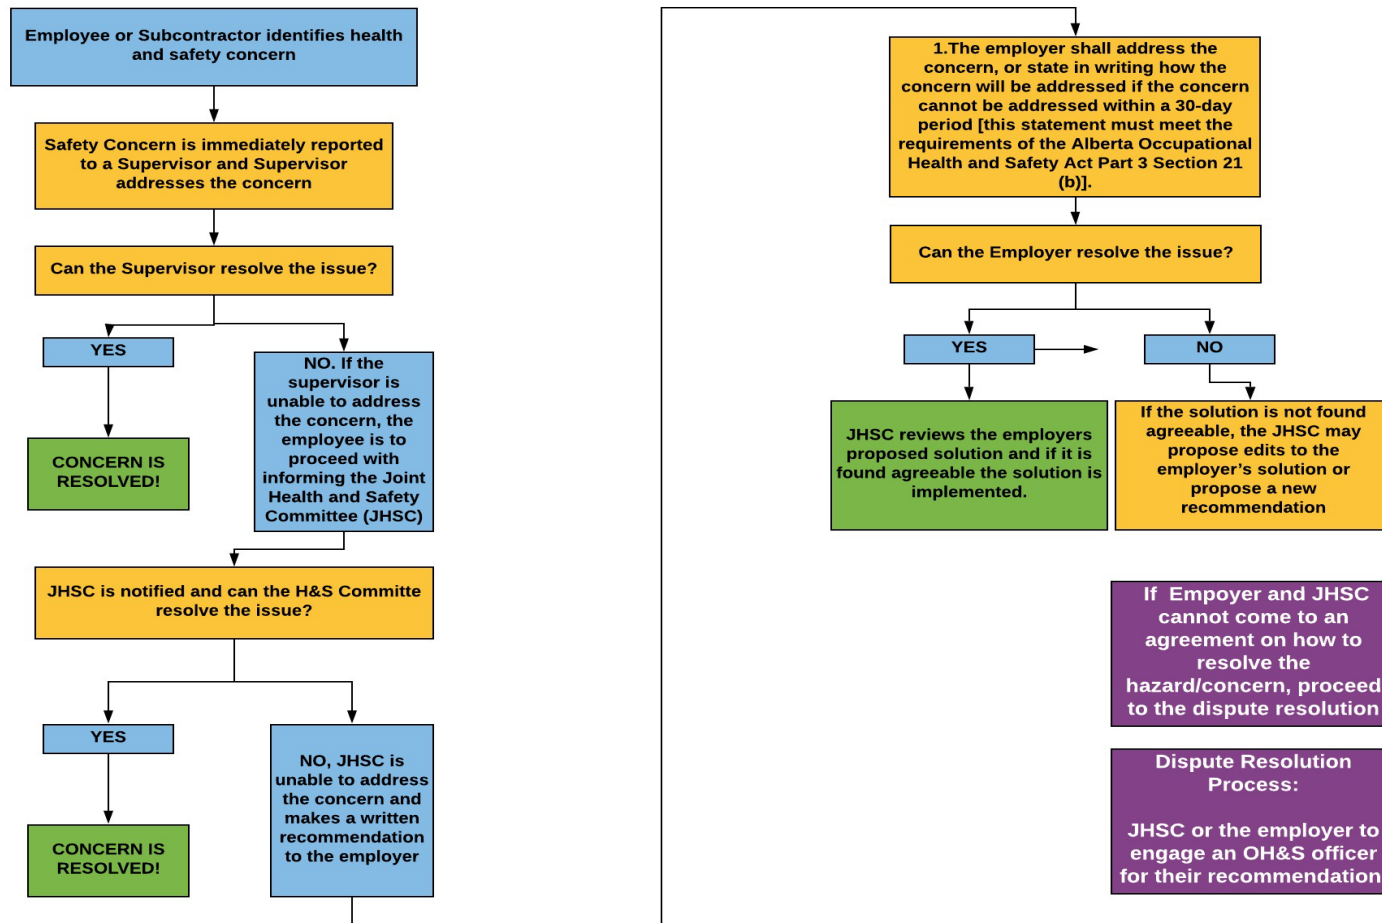 Employee or Subcontractor identifies health
and safety concern
Safety Concern is immediately reported
to a Supervisor and Supervisor
addresses the concern
Can the Supervisor resolve the issue?
YES
NO. If the
supervisor is
unable to address
the concern, the
employee is to
proceed with
informing the Joint
Health and Safety
Committee (JHSC)
CONCERN IS
RESOLVED!
JHSC is notified and can the H&S Committe
resolve the issue?
YES
NO, JHSC is
unable to address
the concern and
makes a written
recommendation
to the employer
CONCERN IS
RESOLVED!
1.The employer shall address the
concern, or state in writing how the
concern will be addressed if the concern
cannot be addressed within a 30-day
period [this statement must meet the
requirements of the Alberta Occupational
Health and Safety Act Part 3 Section 21
(b)].
Can the Employer resolve the issue?
YES
NO
JHSC reviews the employers
proposed solution and if it is
found agreeable the solution is
implemented.
If the solution is not found
agreeable, the JHSC may
propose edits to the
employer’s solution or
propose a new
recommendation
If Empoyer and JHSC
cannot come to an
agreement on how to
resolve the
hazard/concern, proceed
to the dispute resolution
Dispute Resolution
Process:
JHSC or the employer to
engage an OH&S officer
for their recommendation